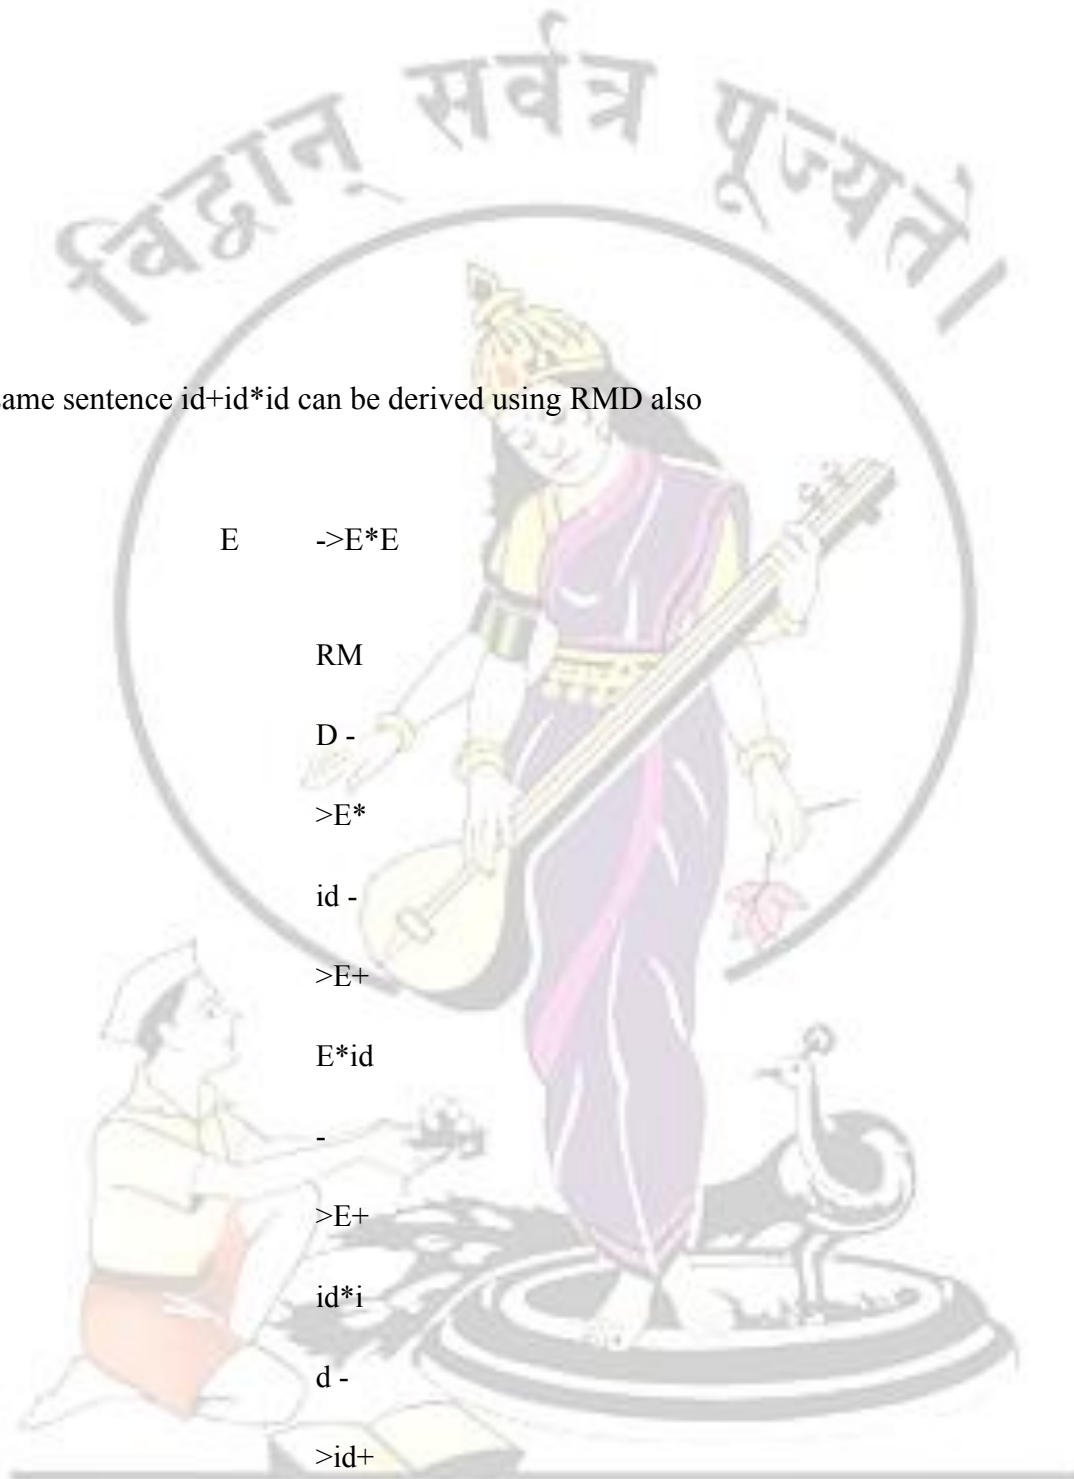 विद्वान् सर्वत्र पूज्यते।
ame sentence id+id*id can be derived using RMD also
E ->E*E
RM
D -
>E*
id -
>E+
E*id
-
>E+
id*i
d -
>id+